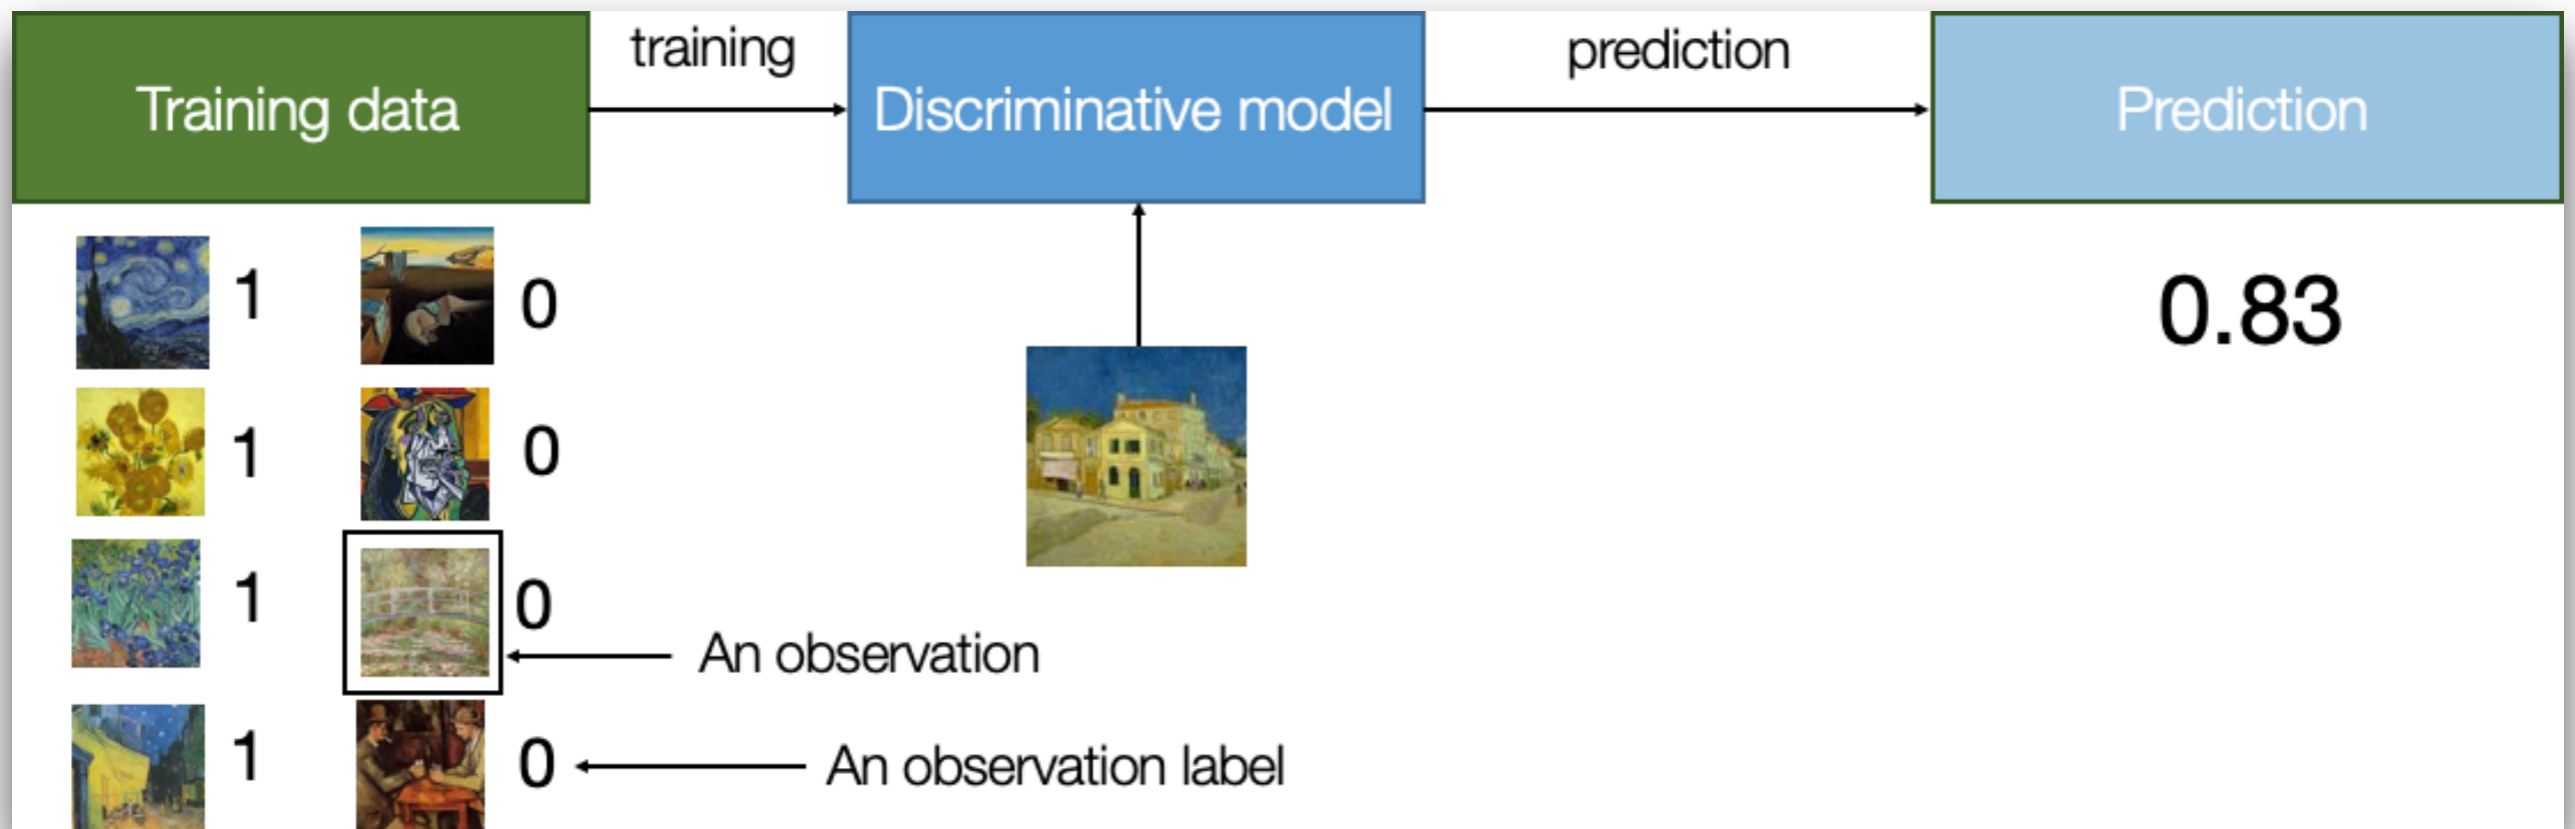 Training data
training
Discriminative model
prediction
Prediction
1
0
0.83
1
0
1
0
An observation
1
0
An observation label